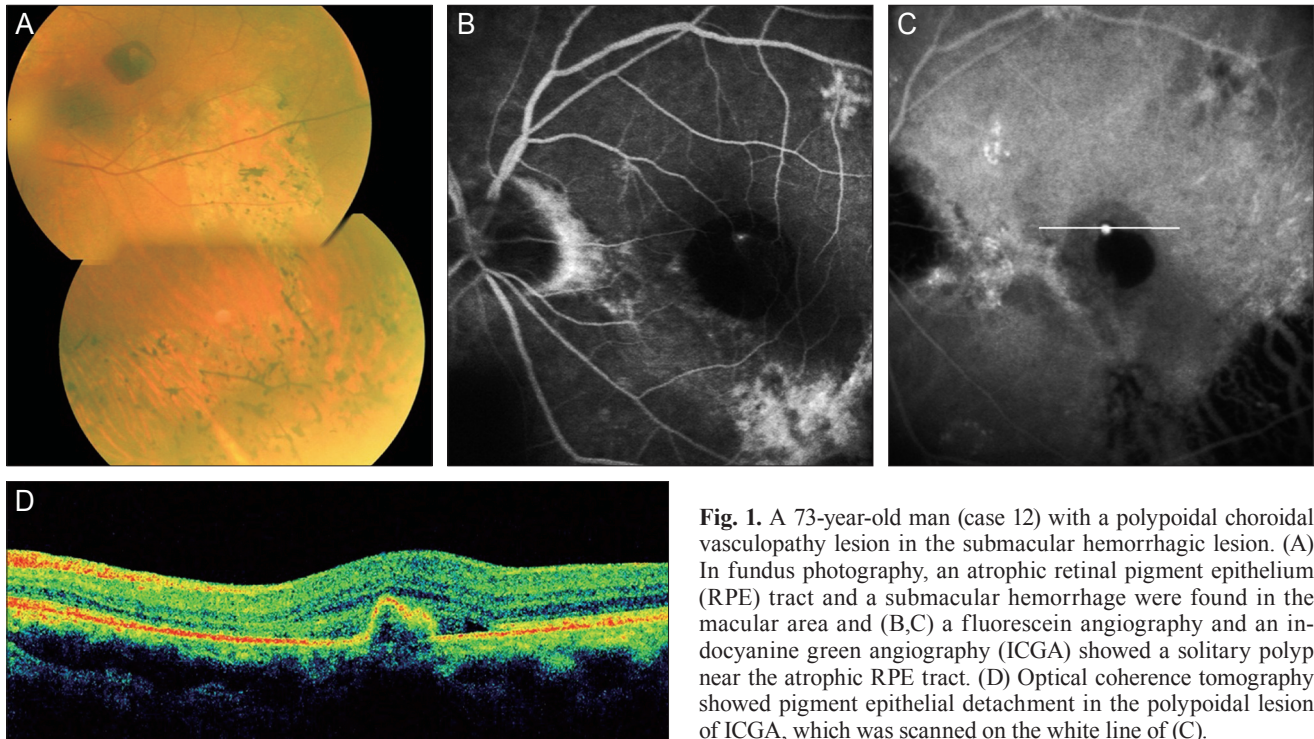 A
B
C
D
Fig. 1. A 73-year-old man (case 12) with a polypoidal choroidal
vasculopathy lesion in the submacular hemorrhagic lesion. (A)
In fundus photography, an atrophic retinal pigment epithelium
(RPE) tract and a submacular hemorrhage were found in the
macular area and (B,C) a fluorescein angiography and an in-
docyanine green angiography (ICGA) showed a solitary polyp
near the atrophic RPE tract. (D) Optical coherence tomography
showed pigment epithelial detachment in the polypoidal lesion
of ICGA, which was scanned on the white line of (C).